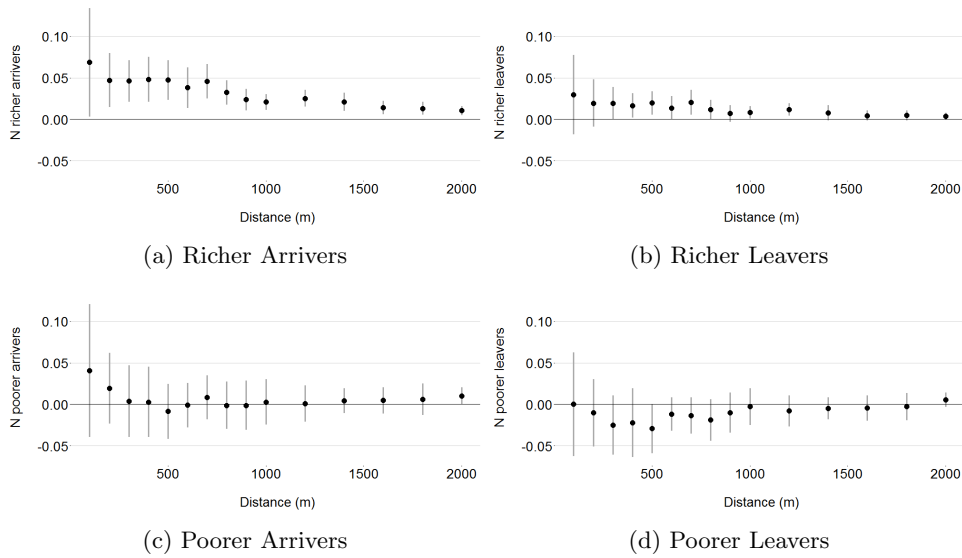 N richer arrivers
0.10
0.05
0.00
-0.05
500
1000
1500
2000
Distance (m)
(a) Richer Arrivers
N richer leavers
0.10
0.05
0.00
-0.05
500
1000
1500
2000
Distance (m)
(b) Richer Leavers
N poorer arrivers
0.10
0.05
0.00
-0.05
500
1000
1500
2000
Distance (m)
(c) Poorer Arrivers
N poorer leavers
0.10
0.05
0.00
-0.05
500
1000
1500
2000
Distance (m)
(d) Poorer Leavers